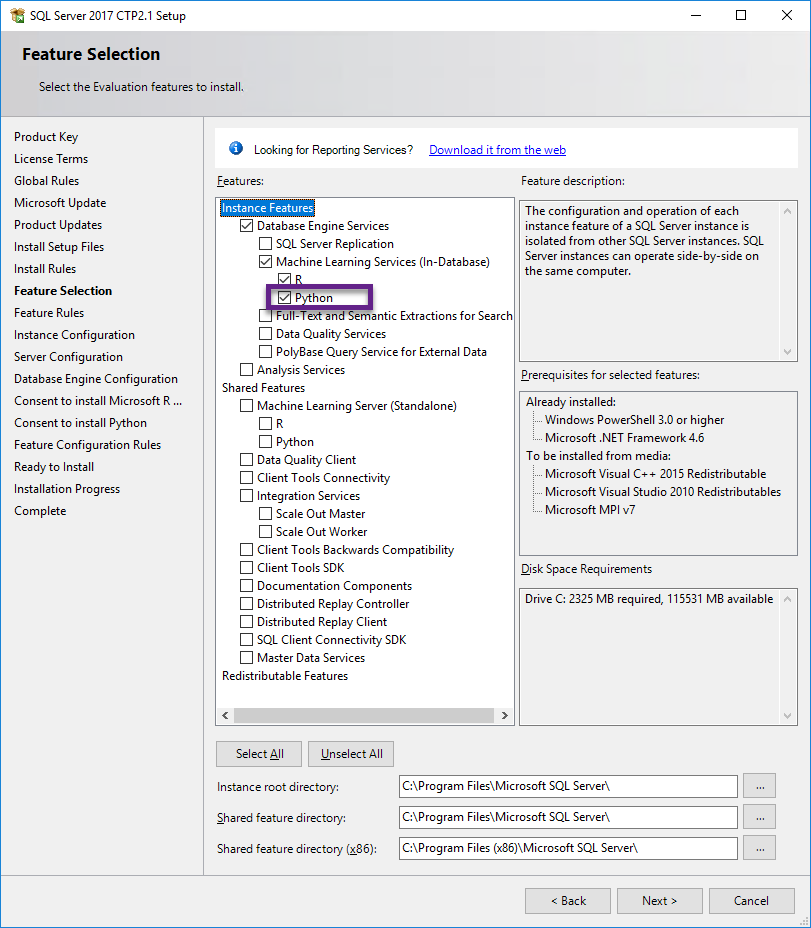 SQL Server 2017 CTP2.1 Setup
Feature Selection
Select the Evaluation features to install.
Product Key
License Terms
Global Rules
Microsoft Update
Product Updates
Install Setup Files
Install Rules
Feature Selection
Feature Rules
Instance Configuration
Server Configuration
Database Engine Configuration
Consent to install Microsoft R ...
Consent to install Python
Feature Configuration Rules
Ready to Install
Installation Progress
Complete
Looking for Reporting Services? Download it from the web
Features:
Instance Features
Database Engine Services
SQL Server Replication
Machine Learning Services (In-Database)
R
Python
Full-Text and Semantic Extractions for Search
Data Quality Services
PolyBase Query Service for External Data
Analysis Services
Shared Features
Machine Learning Server (Standalone)
R
Python
Data Quality Client
Client Tools Connectivity
Integration Services
Scale Out Master
Scale Out Worker
Client Tools Backwards Compatibility
Client Tools SDK
Documentation Components
Distributed Replay Controller
Distributed Replay Client
SQL Client Connectivity SDK
Master Data Services
Redistributable Features
Feature description:
The configuration and operation of each
instance feature of a SQL Server instance is
isolated from other SQL Server instances. SQL
Server instances can operate side-by-side on
the same computer.
Prerequisites for selected features:
Already installed:
Windows PowerShell 3.0 or higher
Microsoft .NET Framework 4.6
To be installed from media:
Microsoft Visual C++ 2015 Redistributable
Microsoft Visual Studio 2010 Redistributables
Microsoft MPI v7
Disk Space Requirements
Drive C: 2325 MB required, 115531 MB available
Select All
Unselect All
Instance root directory: C:\Program Files\Microsoft SQL Server\ ...
Shared feature directory: C:\Program Files\Microsoft SQL Server\ ...
Shared feature directory (x86): C:\Program Files (x86)\Microsoft SQL Server\ ...
< Back
Next >
Cancel